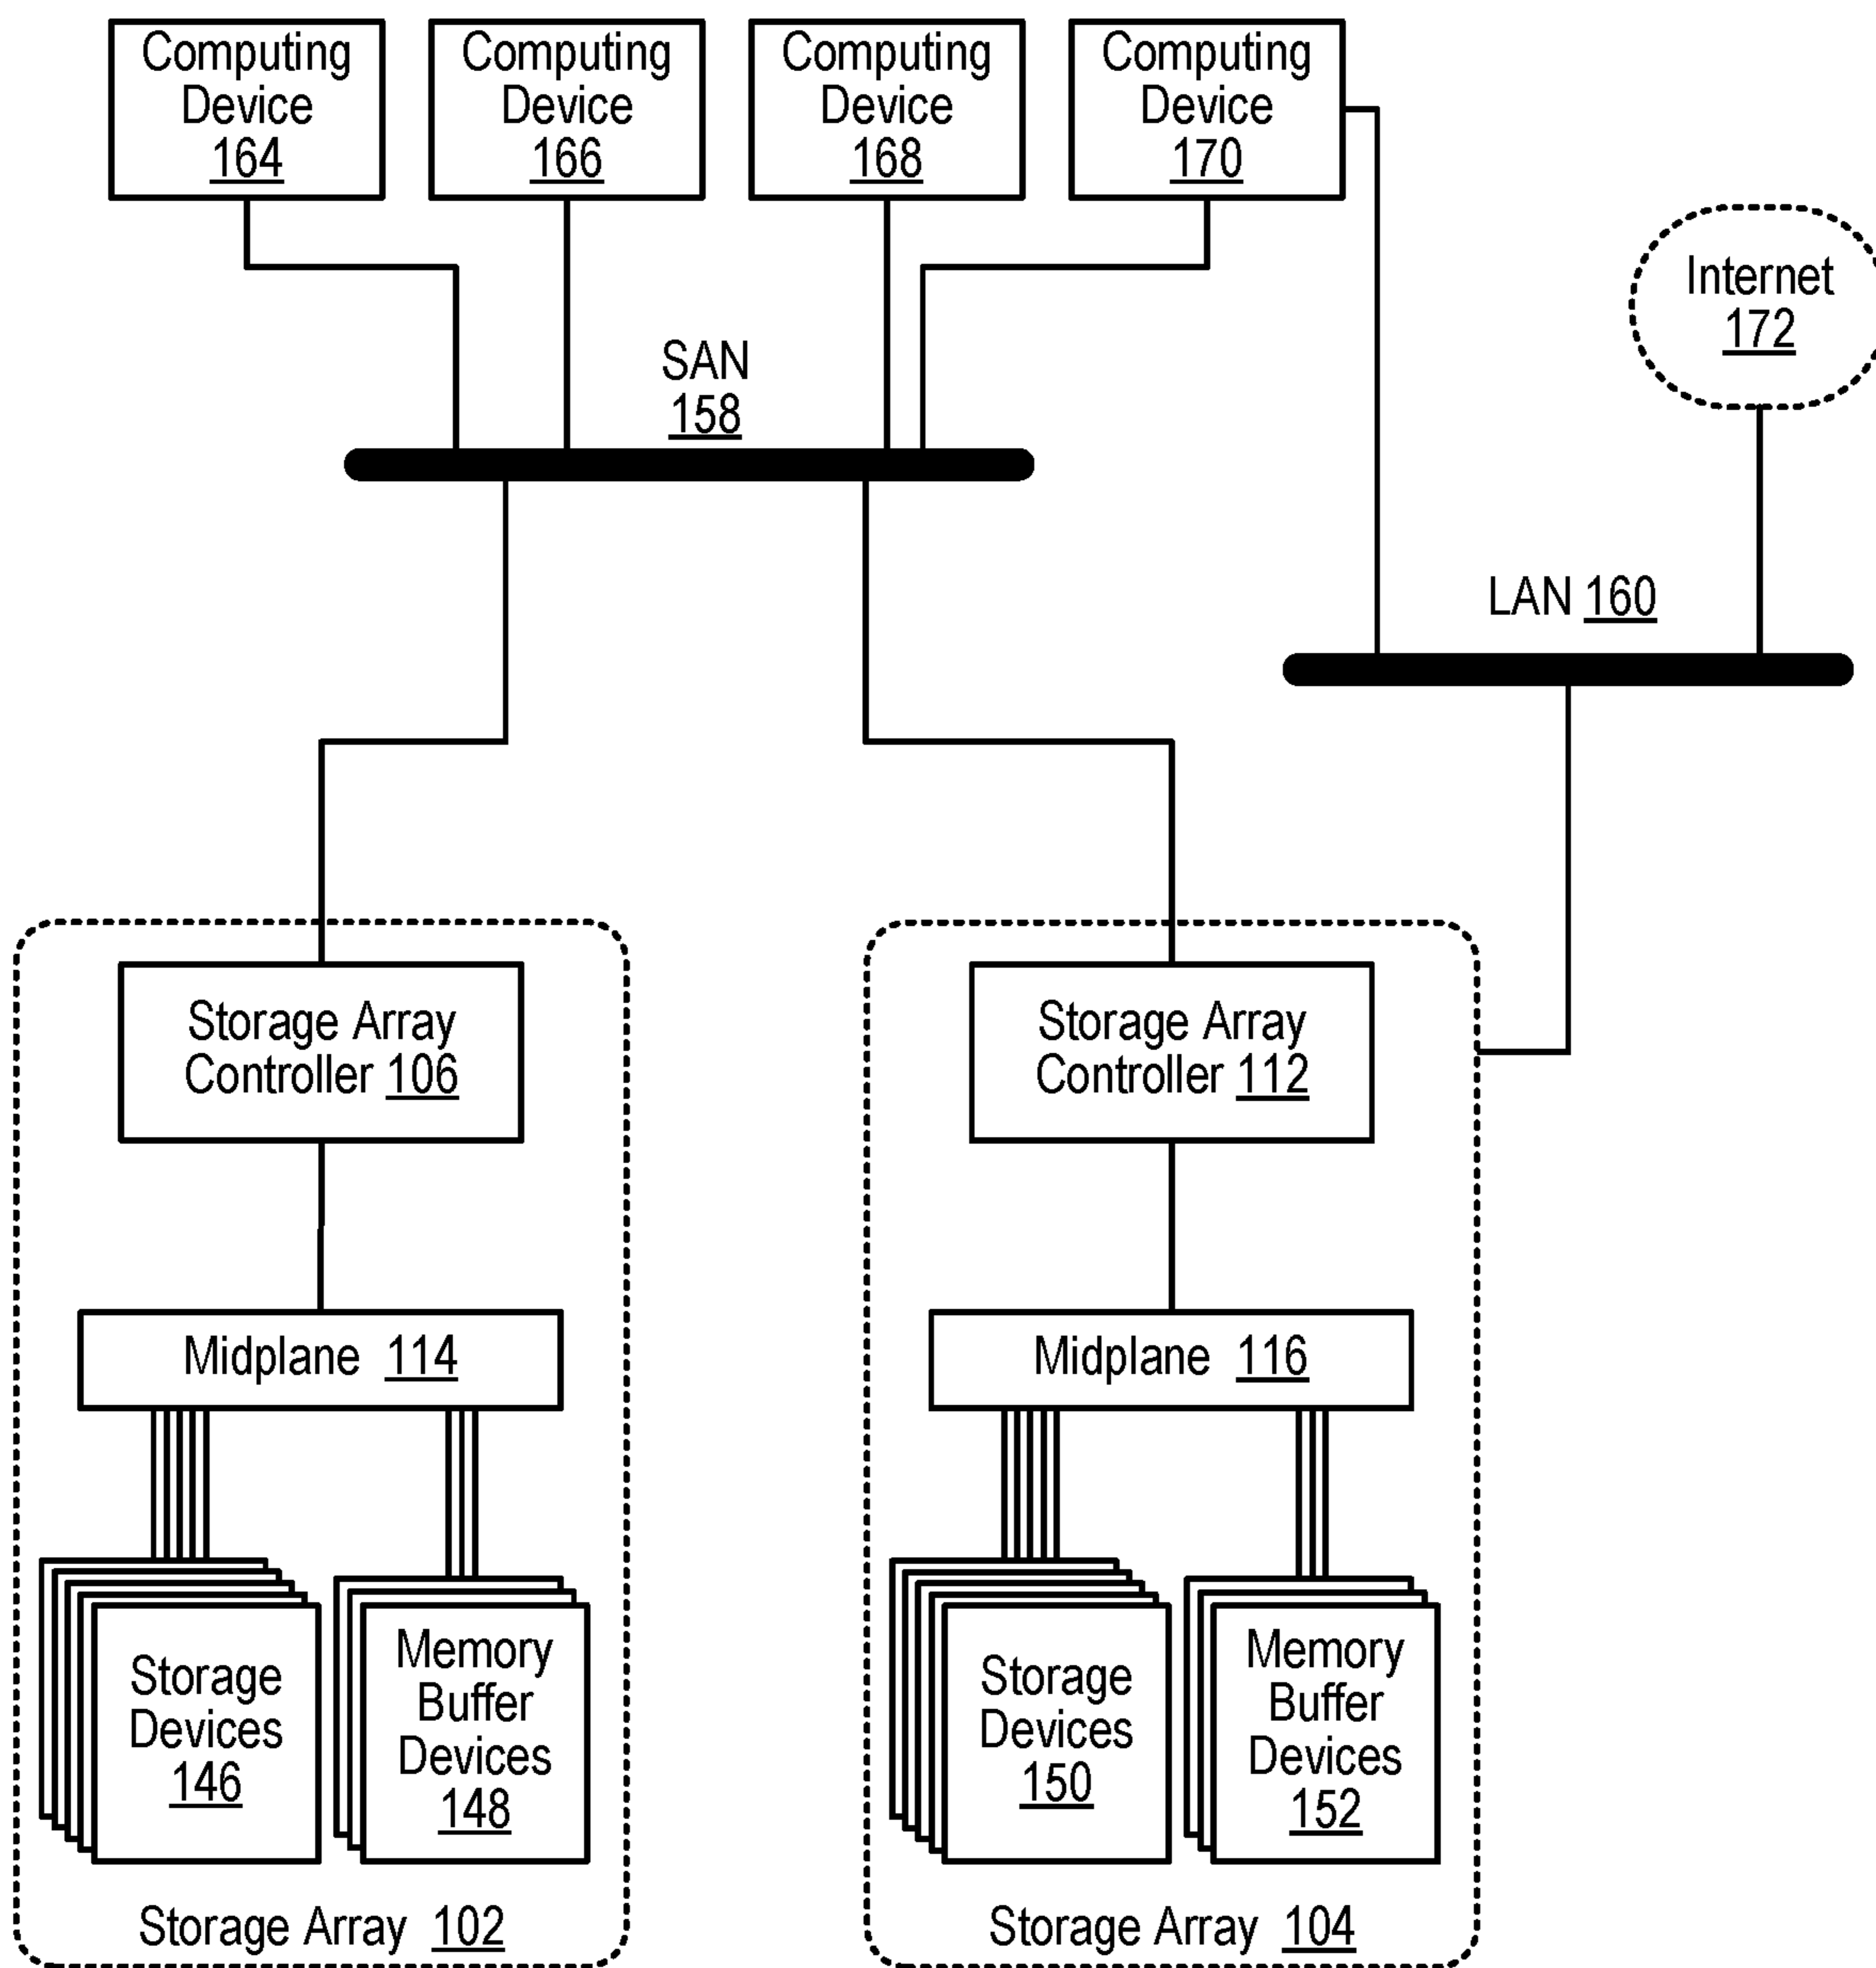 Computing
Device
164
Computing
Device
166
Computing
Device
168
Computing
Device
170
Internet
172
SAN
158
LAN 160
Storage Array
Controller 106
Storage Array
Controller 112
Midplane 114
Midplane 116
Storage
Devices
146
Memory
Buffer
Devices
148
Storage
Devices
150
Memory
Buffer
Devices
152
Storage Array 102
Storage Array 104